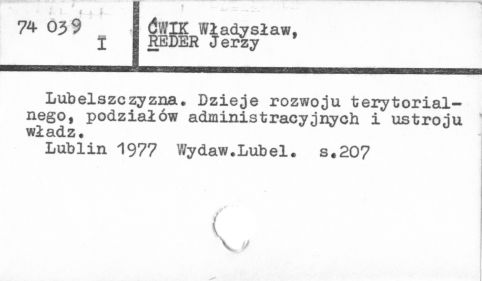 74 039
I
ĆWIK Władysław,
REDER Jerzy
Lubelszczyzna. Dzieje rozwoju terytorial-
nego, podziałów administracyjnych i ustroju
władz.
Lublin 1977 Wydaw.Lubel. s.207